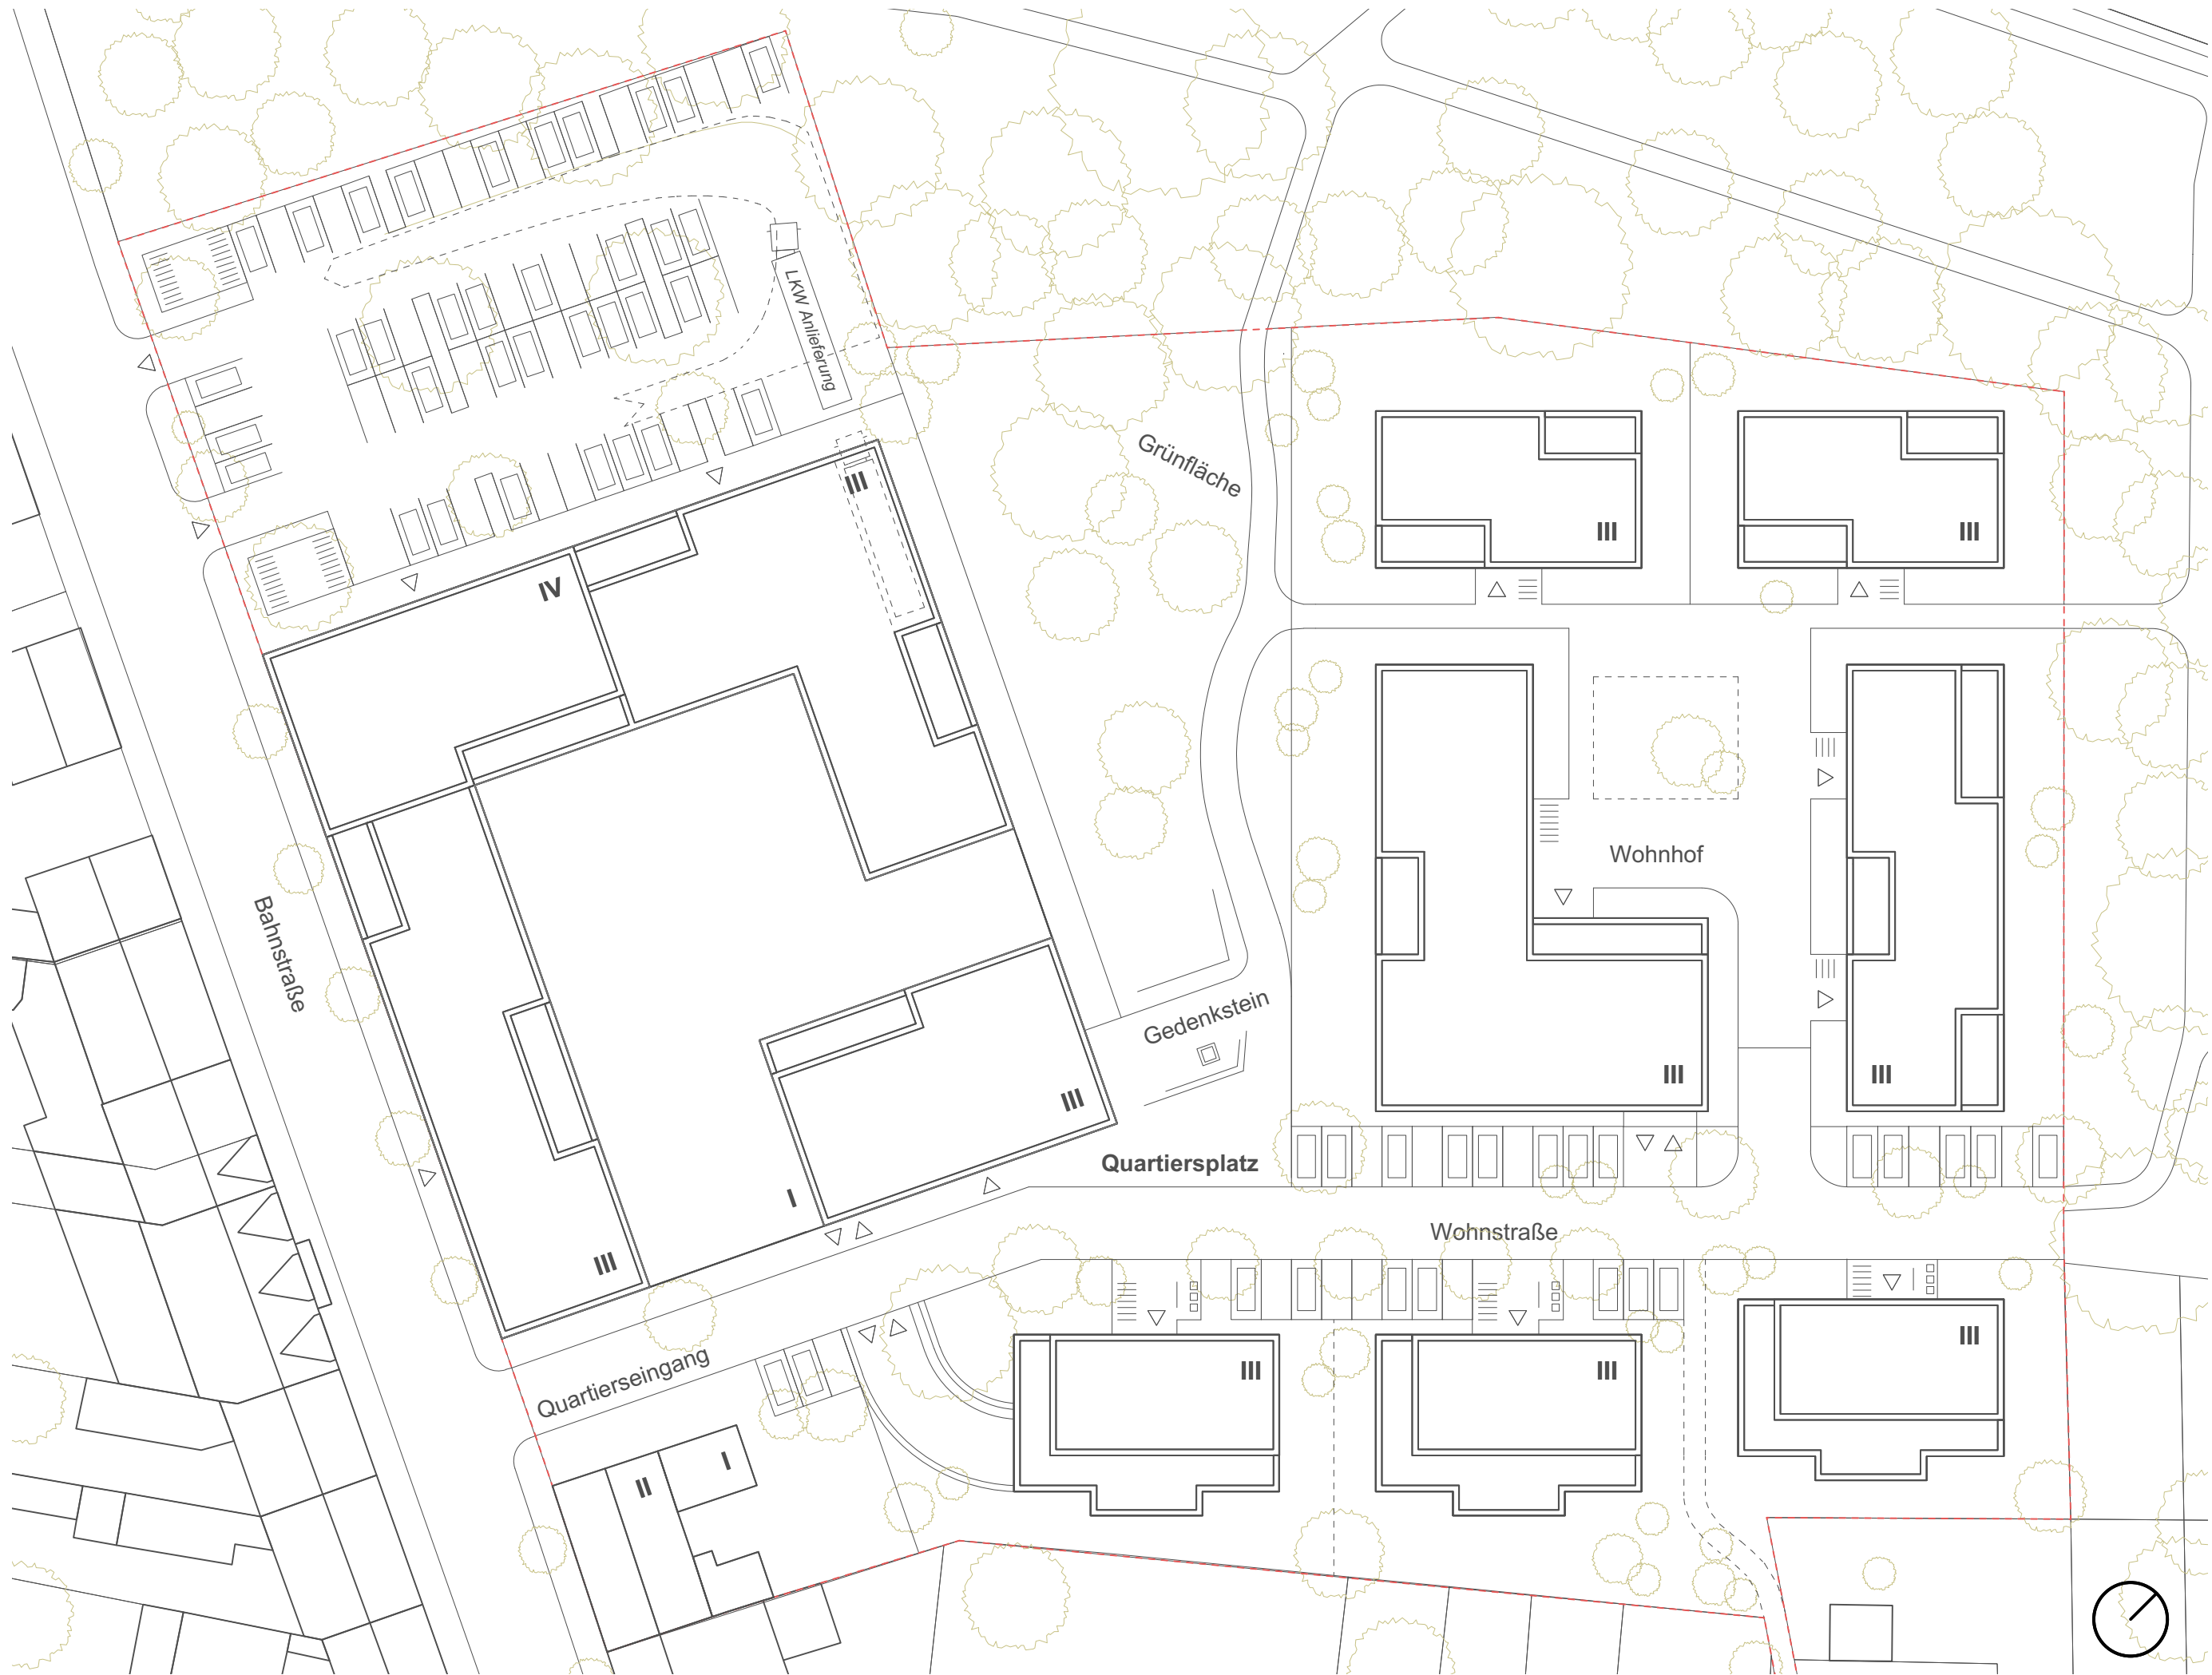 LKW Anlieferung
Grünfläche
III
III
III
IV
Wohnhof
Bahnstraße
Gedenkstein
III
III
III
Quartiersplatz
I
III
Wohnstraße
III
III
III
Quartierseingang
I
II